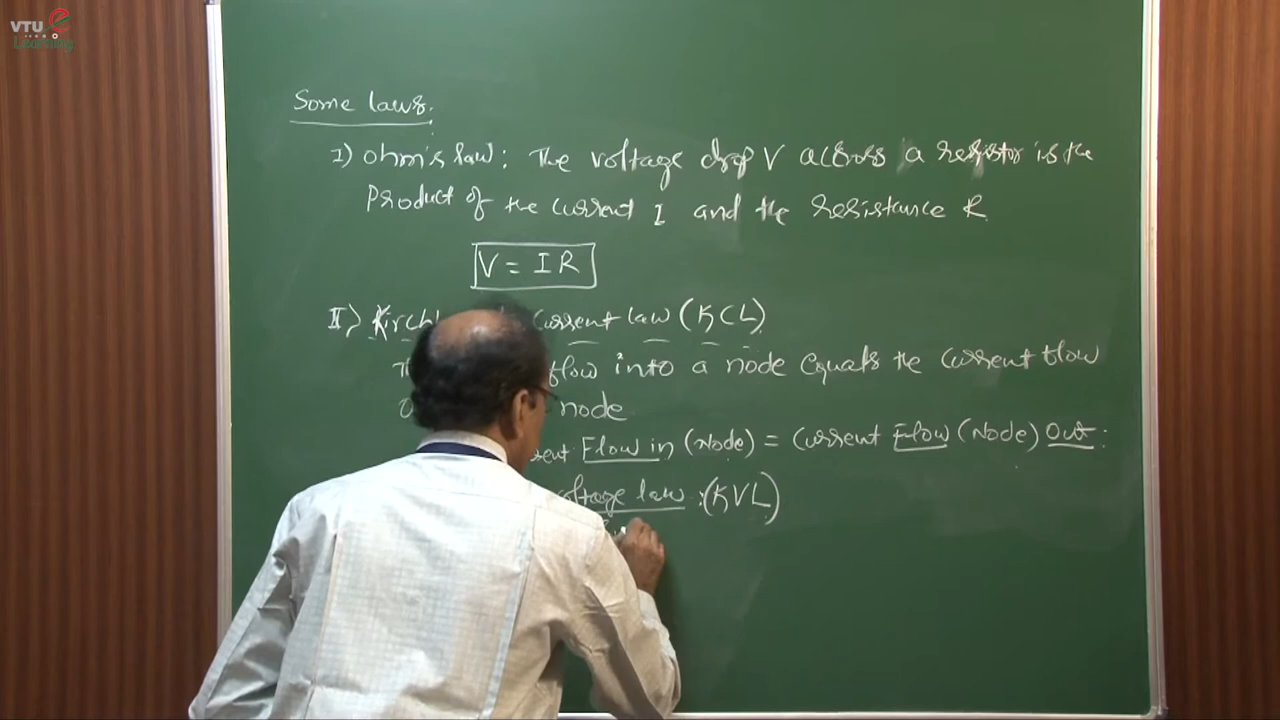 VTU e
Learning
Some laws.
I) Ohm's law: The voltage drop V across a resistor is the
Product of the current I and the resistance R
V = IR
II) Current law (KCL)
flow into a node equals the current flow
node
Flow in (Node) = Current Flow (Node) Out:
voltage law :(KVL)